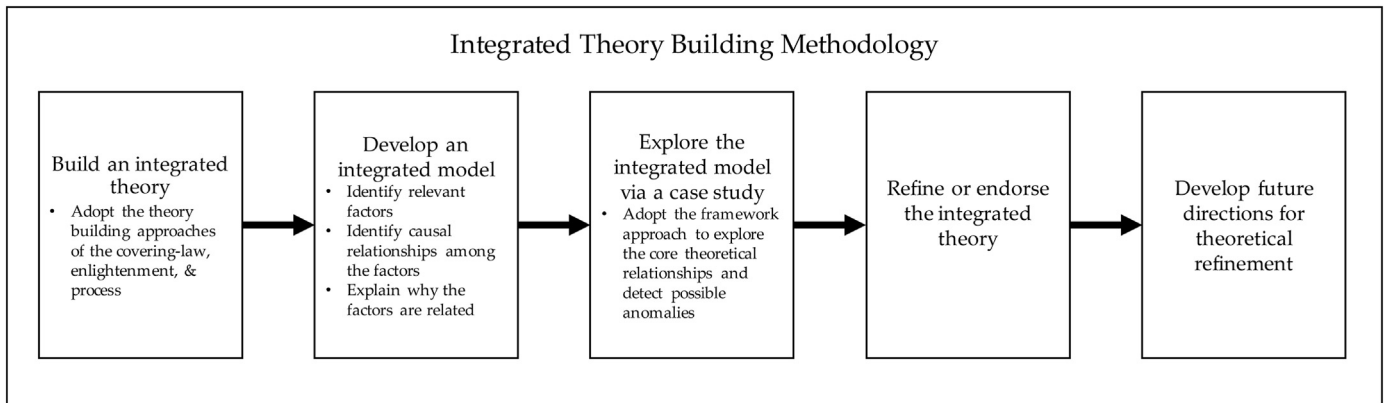 Integrated Theory Building Methodology
Build an integrated
theory
• Adopt the theory
building approaches
of the covering-law,
enlightenment, &
process
Develop an
integrated model
• Identify relevant
factors
• Identify causal
relationships among
the factors
• Explain why the
factors are related
Explore the
integrated model
via a case study
• Adopt the framework
approach to explore
the core theoretical
relationships and
detect possible
anomalies
Refine or endorse
the integrated
theory
Develop future
directions for
theoretical
refinement